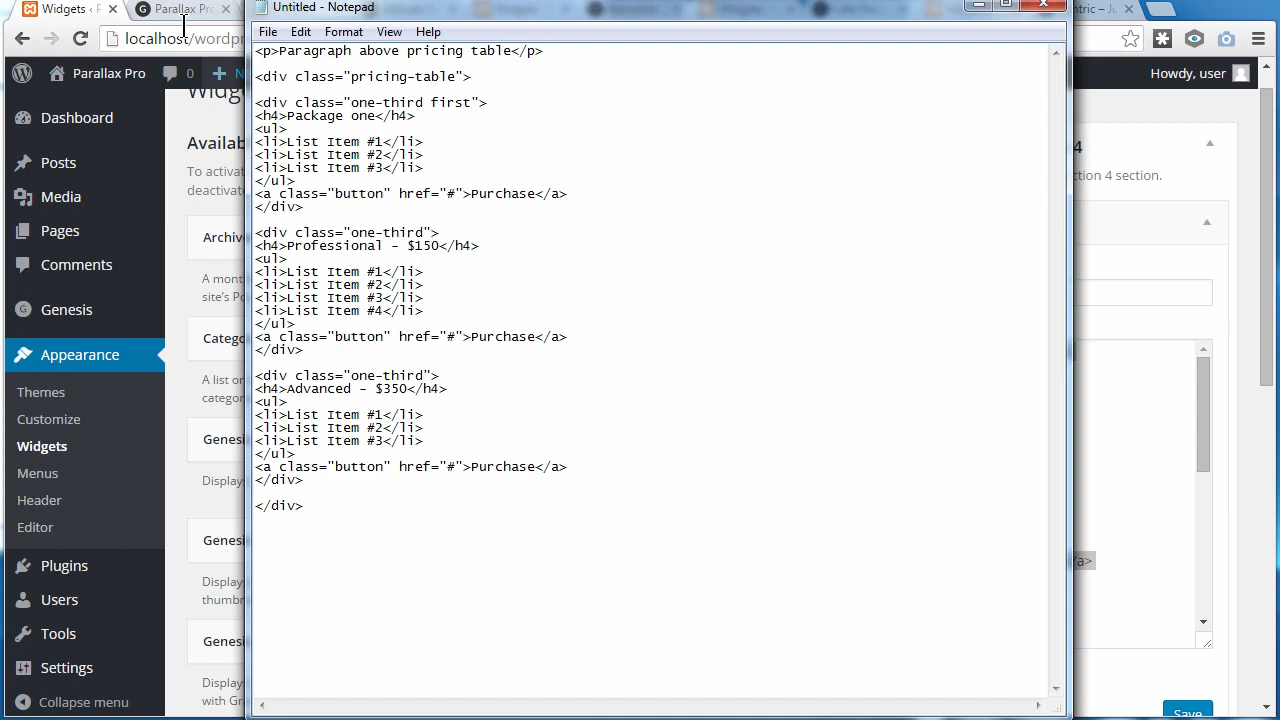 Widgets ‹ P
Parallax Pro
Untitled - Notepad
localhost/wordpr
File Edit Format View Help
Parallax Pro 0 N
Howdy, user
<p>Paragraph above pricing table</p>
<div class="pricing-table">
<div class="one-third first">
<h4>Package one</h4>
<ul>
<li>List Item #1</li>
<li>List Item #2</li>
<li>List Item #3</li>
</ul>
<a class="button" href="#">Purchase</a>
</div>
<div class="one-third">
<h4>Professional - $150</h4>
<ul>
<li>List Item #1</li>
<li>List Item #2</li>
<li>List Item #3</li>
<li>List Item #4</li>
</ul>
<a class="button" href="#">Purchase</a>
</div>
<div class="one-third">
<h4>Advanced - $350</h4>
<ul>
<li>List Item #1</li>
<li>List Item #2</li>
<li>List Item #3</li>
</ul>
<a class="button" href="#">Purchase</a>
</div>
</div>
Dashboard
Posts
Media
Pages
Comments
Genesis
Appearance
Themes
Customize
Widgets
Menus
Header
Editor
Plugins
Users
Tools
Settings
Collapse menu
Widge
Availab
To activat
deactivate
Archiv
A mont
site's Po
Catego
A list or
categor
Genesi
Display
Genesi
Display
thumbn
Genesi
Display
with Gr
4
ction 4 section.
/a>
Save